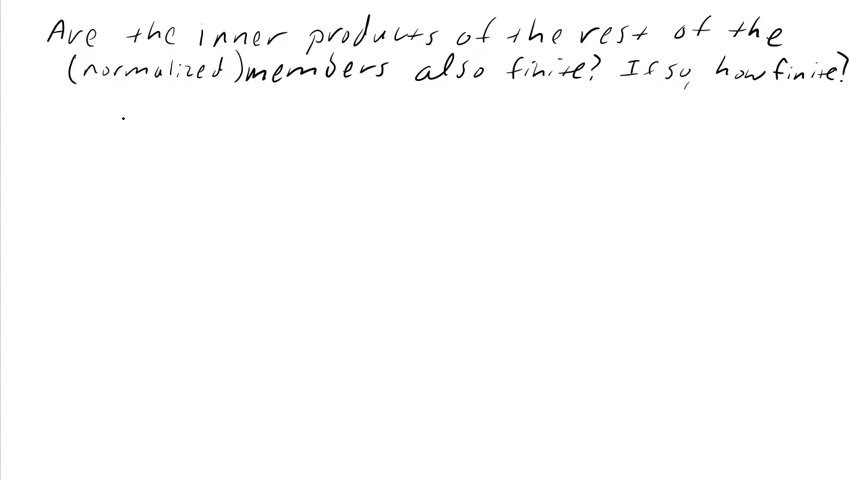 Are the inner products of the rest of the
(normalized) members also finite? If so, how finite?